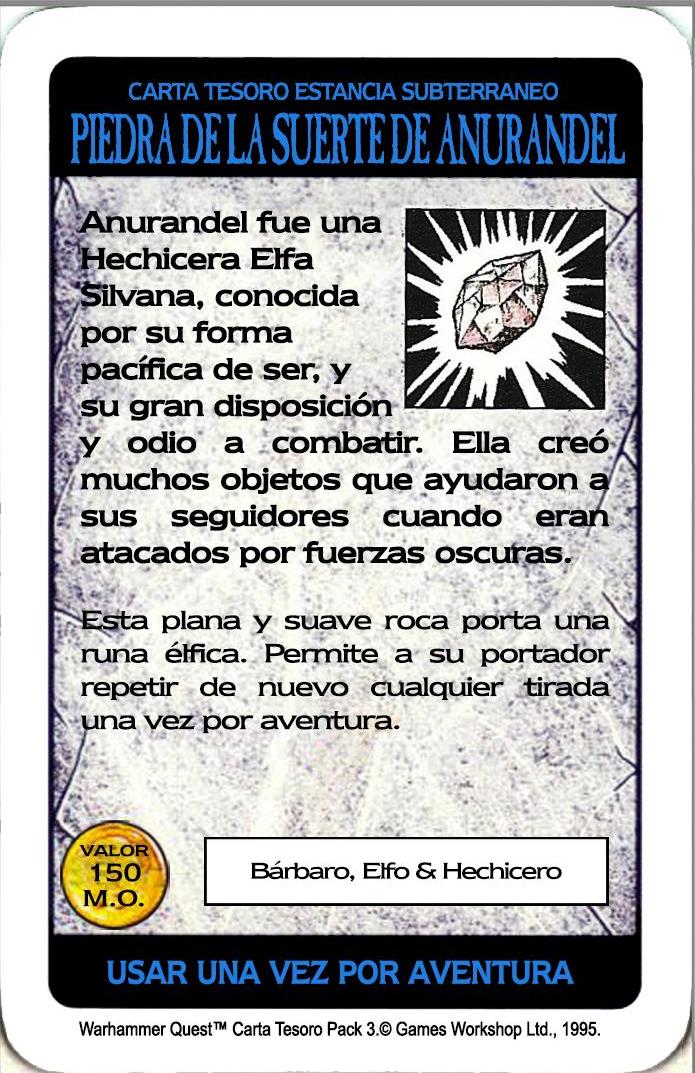 CARTA TESORO ESTANCIA SUBTERRANEO
PIEDRA DE LA SUERTE DE ANURANDEL
Anurandel fue una
Hechicera Elfa
Silvana, conocida
por su forma
pacífica de ser, y
su gran disposición
y odio a combatir. Ella creó
muchos objetos que ayudaron a
sus seguidores cuando eran
atacados por fuerzas oscuras.
Esta plana y suave roca porta una
runa élfica. Permite a su portador
repetir de nuevo cualquier tirada
una vez por aventura.
VALOR
150
M.O.
Bárbaro, Elfo & Hechicero
USAR UNA VEZ POR AVENTURA
Warhammer Quest™ Carta Tesoro Pack 3.© Games Workshop Ltd., 1995.